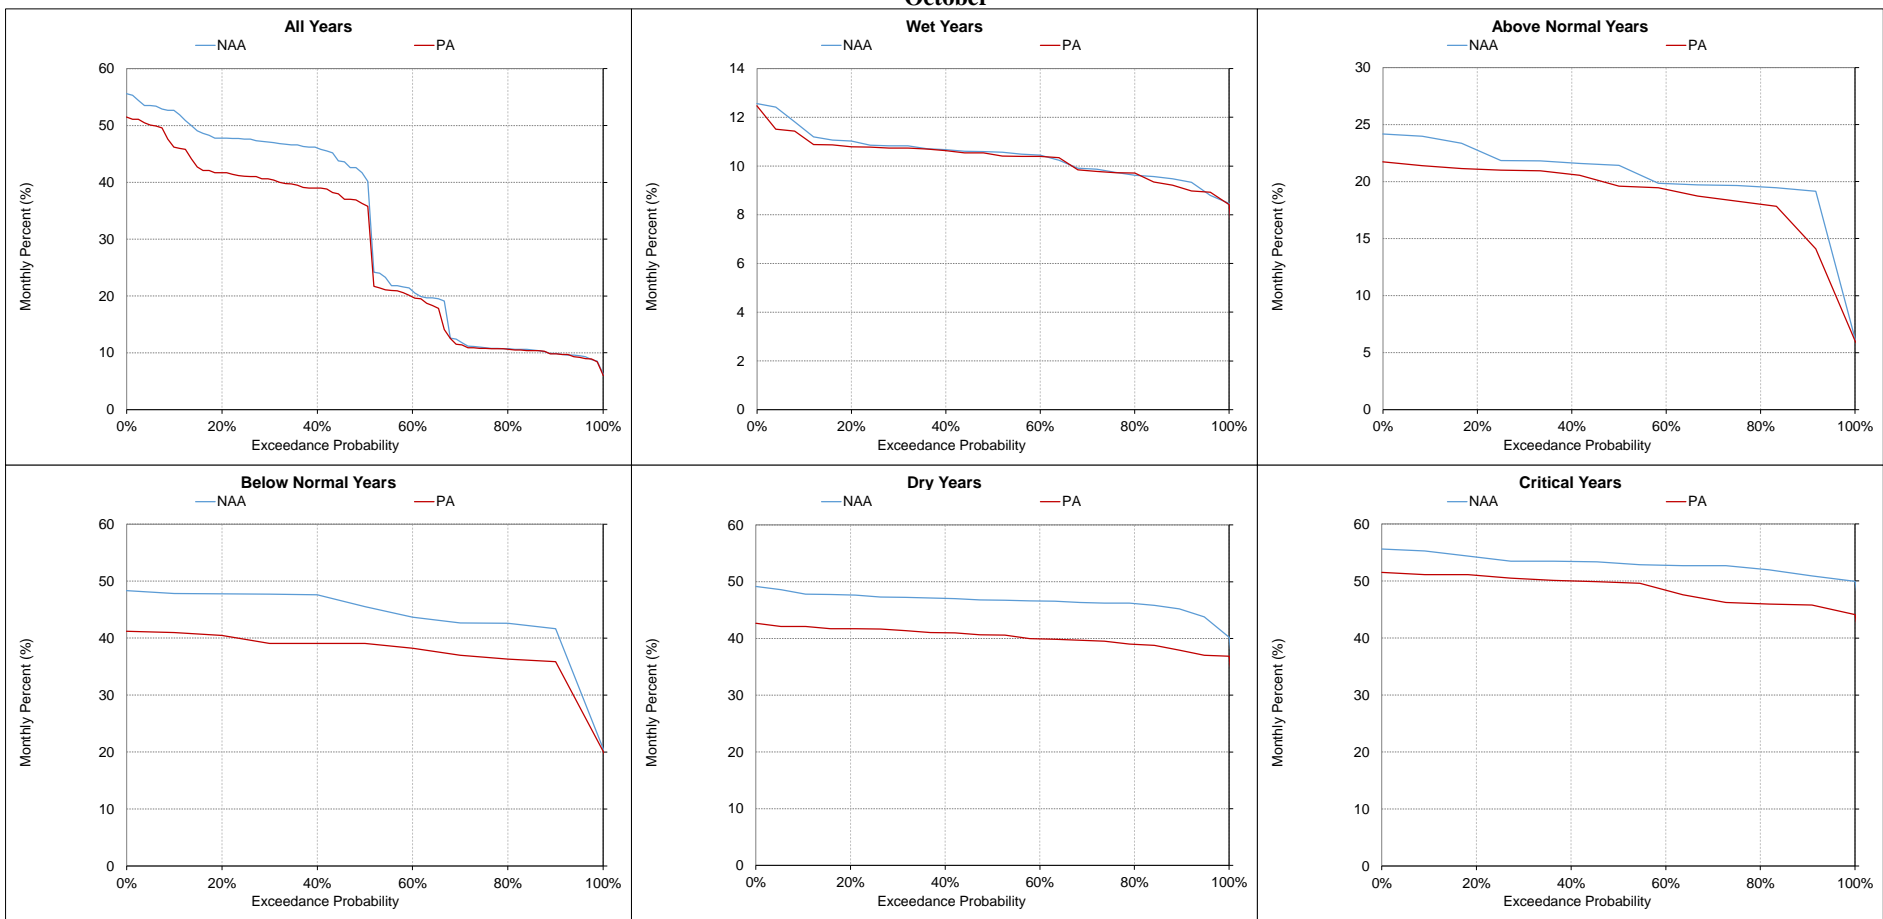 October
All Years
NAA PA
Monthly Percent (%)
60
50
40
30
20
10
0
0% 20% 40% 60% 80% 100%
Exceedance Probability
Wet Years
NAA PA
Monthly Percent (%)
14
12
10
8
6
4
2
0
0% 20% 40% 60% 80% 100%
Exceedance Probability
Above Normal Years
NAA PA
Monthly Percent (%)
30
25
20
15
10
5
0
0% 20% 40% 60% 80% 100%
Exceedance Probability
Below Normal Years
NAA PA
Monthly Percent (%)
60
50
40
30
20
10
0
0% 20% 40% 60% 80% 100%
Exceedance Probability
Dry Years
NAA PA
Monthly Percent (%)
60
50
40
30
20
10
0
0% 20% 40% 60% 80% 100%
Exceedance Probability
Critical Years
NAA PA
Monthly Percent (%)
60
50
40
30
20
10
0
0% 20% 40% 60% 80% 100%
Exceedance Probability